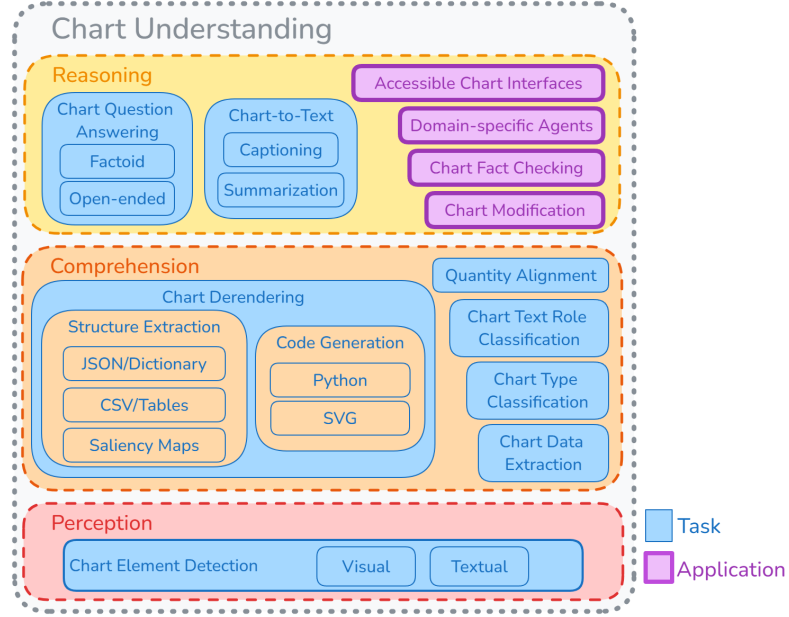 Chart Understanding
Reasoning
Chart Question
Answering
Factoid
Open-ended
Chart-to-Text
Captioning
Summarization
Accessible Chart Interfaces
Domain-specific Agents
Chart Fact Checking
Chart Modification
Comprehension
Chart Derendering
Structure Extraction
JSON/Dictionary
CSV/Tables
Saliency Maps
Code Generation
Python
SVG
Quantity Alignment
Chart Text Role
Classification
Chart Type
Classification
Chart Data
Extraction
Perception
Chart Element Detection
Visual
Textual
Task
Application